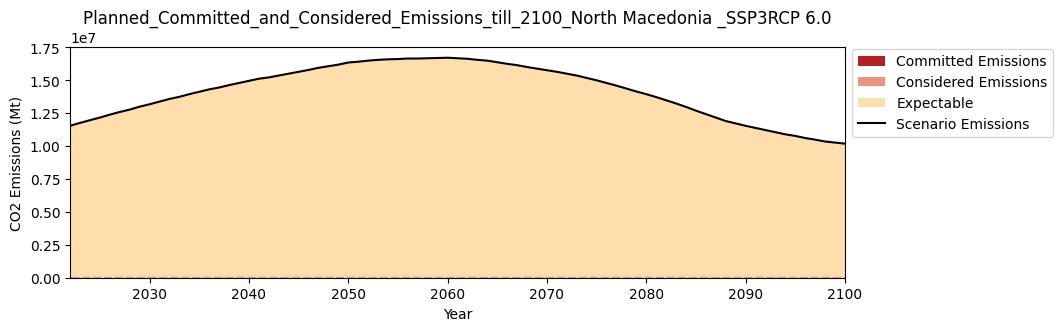 Planned_Committed_and_Considered_Emissions_till_2100_North Macedonia _SSP3RCP 6.0
1e7
1.75
1.50
1.25
1.00
0.75
0.50
0.25
0.00
CO2 Emissions (Mt)
2030 2040 2050 2060 2070 2080 2090 2100
Year
Committed Emissions
Considered Emissions
Expectable
Scenario Emissions